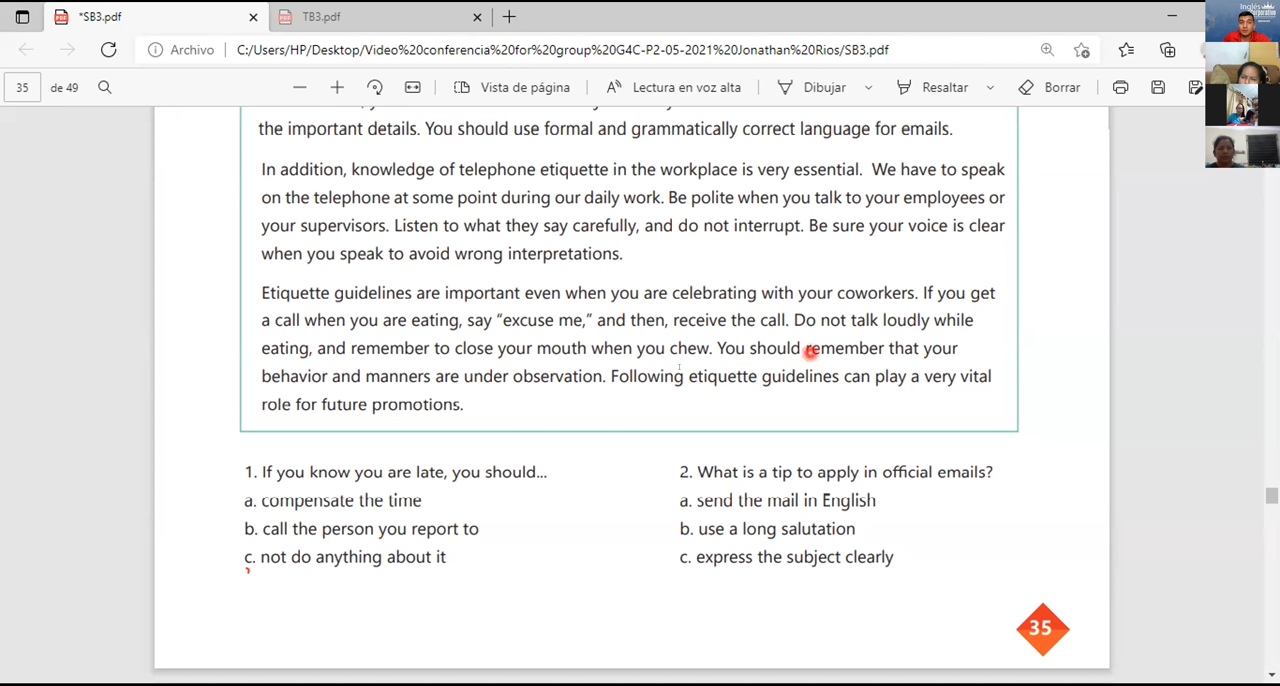 *SB3.pdf
TB3.pdf
Inglés
Corporativo
Archivo
C:/Users/HP/Desktop/Video%20conferencia%20for%20group%20G4C-P2-05-2021%20Jonathan%20Rios/SB3.pdf
35
de 49
Vista de página
Lectura en voz alta
Dibujar
Resaltar
Borrar
the important details. You should use formal and grammatically correct language for emails.
In addition, knowledge of telephone etiquette in the workplace is very essential. We have to speak
on the telephone at some point during our daily work. Be polite when you talk to your employees or
your supervisors. Listen to what they say carefully, and do not interrupt. Be sure your voice is clear
when you speak to avoid wrong interpretations.
Etiquette guidelines are important even when you are celebrating with your coworkers. If you get
a call when you are eating, say “excuse me,” and then, receive the call. Do not talk loudly while
eating, and remember to close your mouth when you chew. You should remember that your
behavior and manners are under observation. Following etiquette guidelines can play a very vital
role for future promotions.
1. If you know you are late, you should...
a. compensate the time
b. call the person you report to
c. not do anything about it
2. What is a tip to apply in official emails?
a. send the mail in English
b. use a long salutation
c. express the subject clearly
35